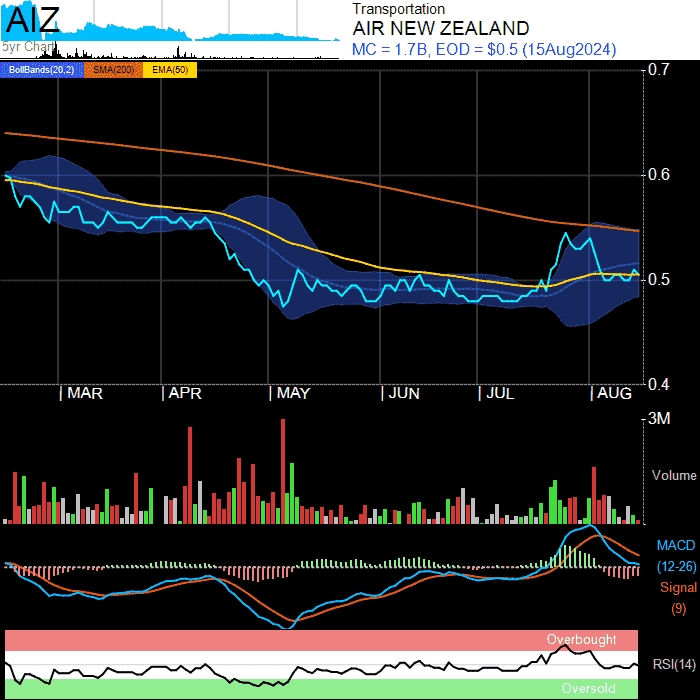 AIZ
5yr Chart
Transportation
AIR NEW ZEALAND
MC = 1.7B, EOD = $0.5 (15Aug2024)
BollBands(20,2) SMA(200) EMA(50)
0.7
0.6
0.5
0.4
| MAR | APR | MAY | JUN | JUL | AUG
3M
Volume
MACD
(12-26)
Signal
(9)
Overbought
RSI(14)
Oversold